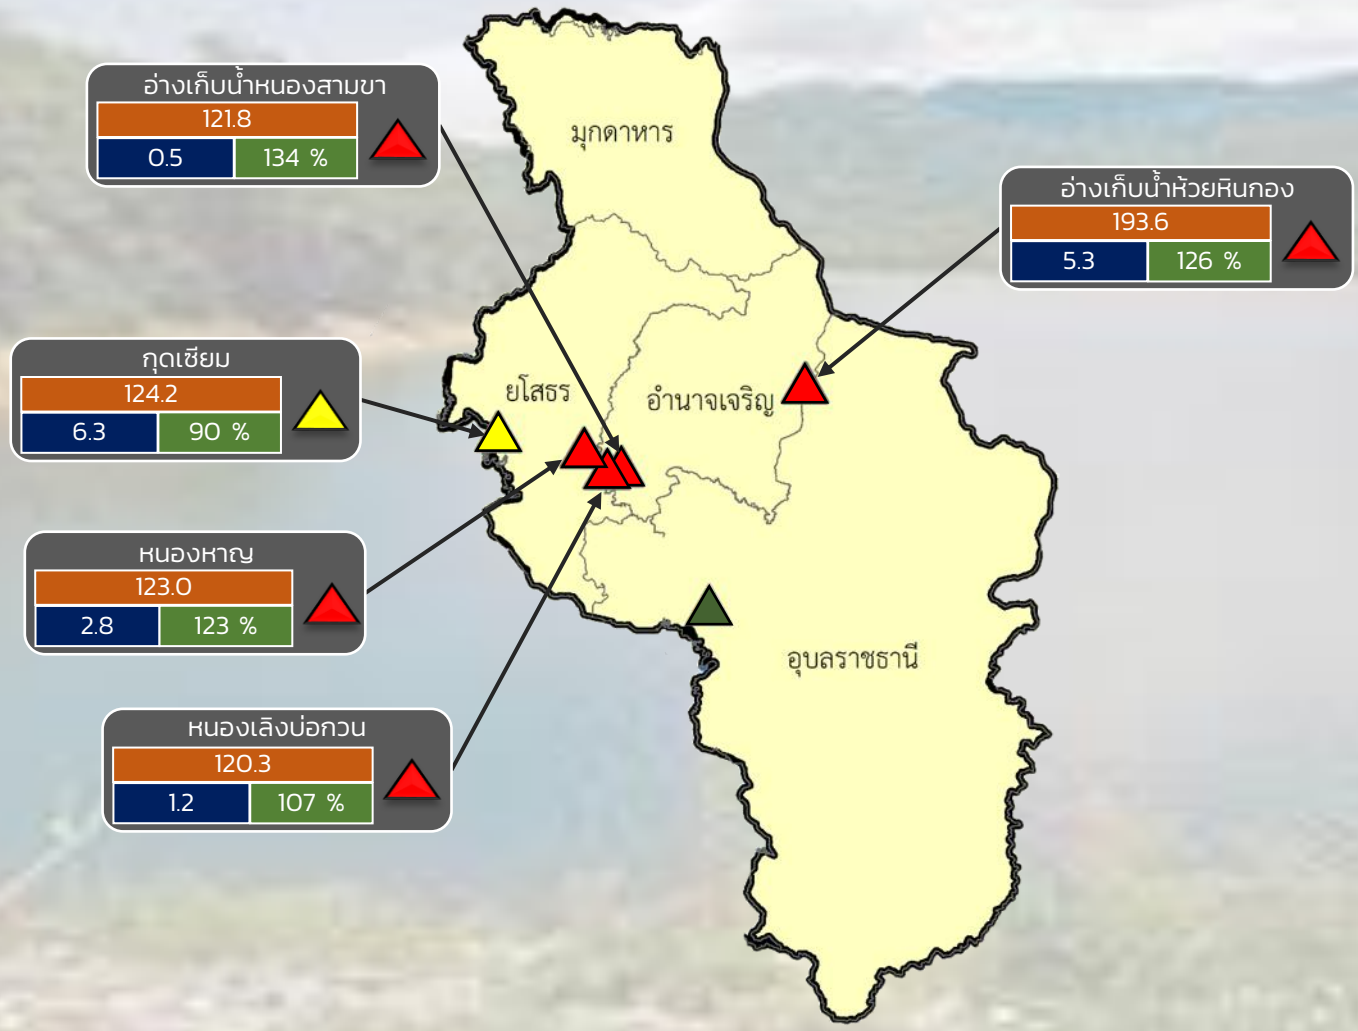 อ่างเก็บน้ำหนองสามขา
121.8
0.5 134 %
มุกดาหาร
อ่างเก็บน้ำห้วยหินกอง
193.6
5.3 126 %
กุดเซียม
124.2
6.3 90 %
ยโสธร
อำนาจเจริญ
หนองหาญ
123.0
2.8 123 %
อุบลราชธานี
หนองเลิงบ่อกวน
120.3
1.2 107 %